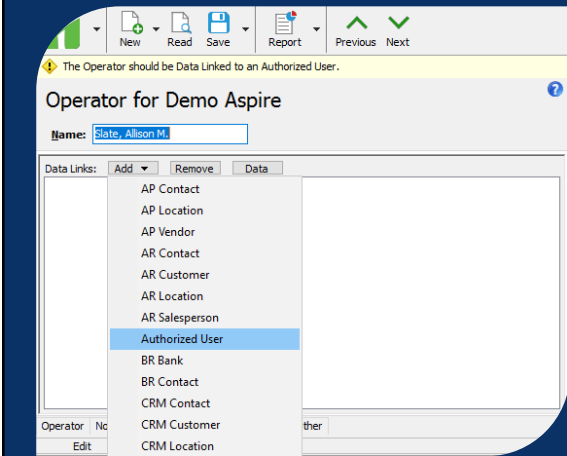 New Read Save Report Previous Next
The Operator should be Data Linked to an Authorized User.
Operator for Demo Aspire
Name: Slate, Allison M.
Data Links: Add Remove Data
AP Contact
AP Location
AP Vendor
AR Contact
AR Customer
AR Location
AR Salesperson
Authorized User
BR Bank
BR Contact
CRM Contact
CRM Customer
Operator No ther
CRM Location
Edit